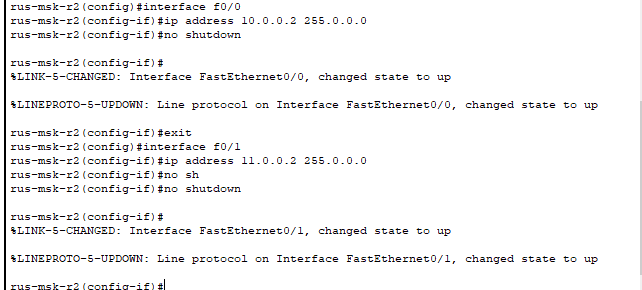 rus-msk-r2(config)#interface f0/0
rus-msk-r2(config-if)#ip address 10.0.0.2 255.0.0.0
rus-msk-r2(config-if)#no shutdown
rus-msk-r2(config-if)#
%LINK-5-CHANGED: Interface FastEthernet0/0, changed state to up
%LINEPROTO-5-UPDOWN: Line protocol on Interface FastEthernet0/0, changed state to up
rus-msk-r2(config-if)#exit
rus-msk-r2(config)#interface f0/1
rus-msk-r2(config-if)#ip address 11.0.0.2 255.0.0.0
rus-msk-r2(config-if)#no sh
rus-msk-r2(config-if)#no shutdown
rus-msk-r2(config-if)#
%LINK-5-CHANGED: Interface FastEthernet0/1, changed state to up
%LINEPROTO-5-UPDOWN: Line protocol on Interface FastEthernet0/1, changed state to up
rus-msk-r2(config-if)#